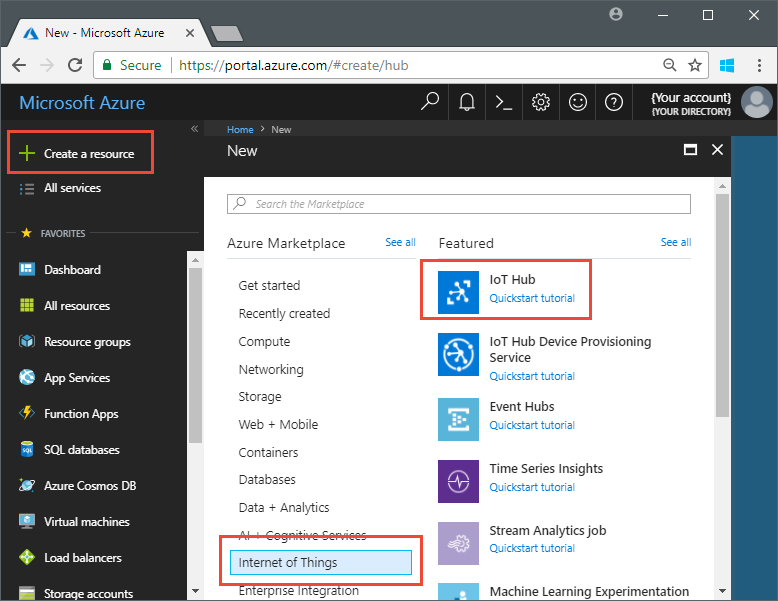 New - Microsoft Azure
Secure
https://portal.azure.com/#create/hub
Microsoft Azure
{Your account}
{YOUR DIRECTORY}
Create a resource
All services
FAVORITES
Dashboard
All resources
Resource groups
App Services
Function Apps
SQL databases
Azure Cosmos DB
Virtual machines
Load balancers
Storage accounts
Home > New
New
Search the Marketplace
Azure Marketplace
See all
Get started
Recently created
Compute
Networking
Storage
Web + Mobile
Containers
Databases
Data + Analytics
AI + Cognitive Services
Internet of Things
Enterprise Integration
Featured
See all
IoT Hub
Quickstart tutorial
IoT Hub Device Provisioning
Service
Quickstart tutorial
Event Hubs
Quickstart tutorial
Time Series Insights
Quickstart tutorial
Stream Analytics job
Quickstart tutorial
Machine Learning Experimentation